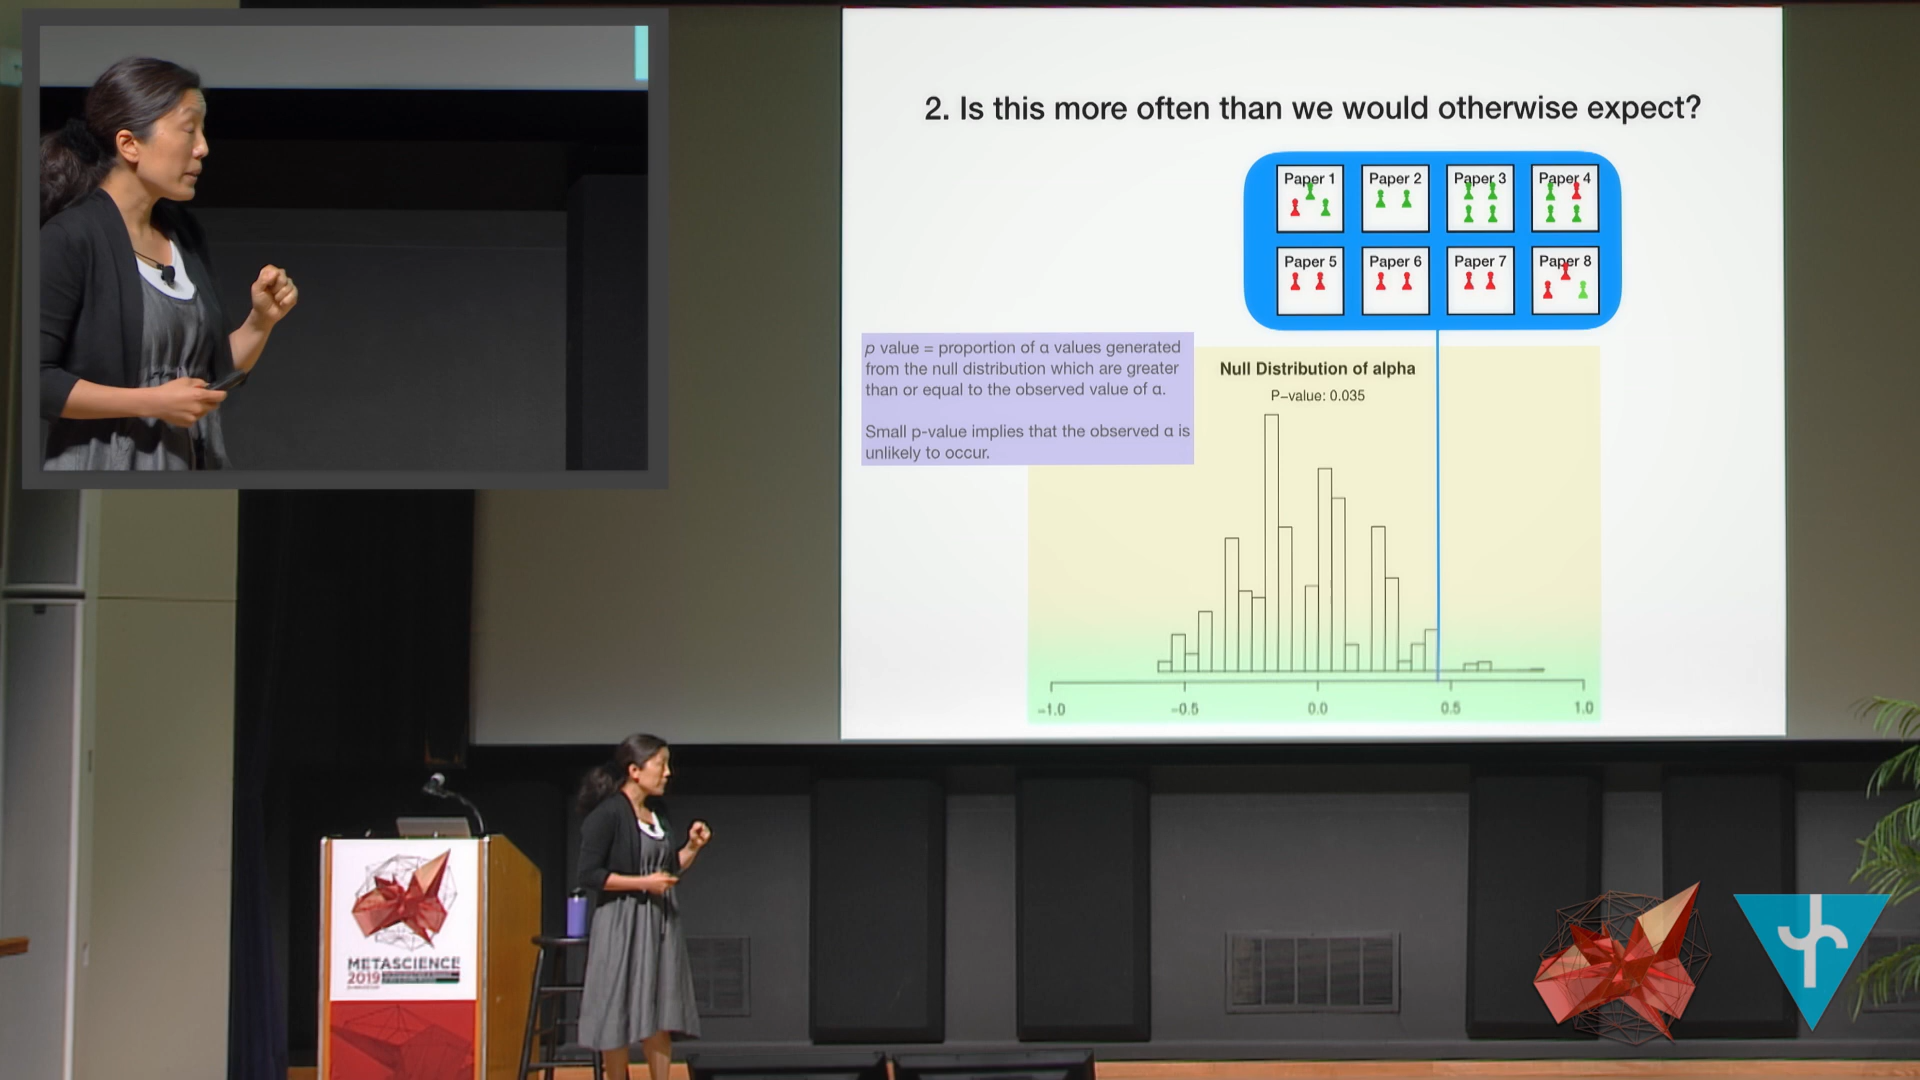 2. Is this more often than we would otherwise expect?
Paper 1
Paper 2
Paper 3
Paper 4
Paper 5
Paper 6
Paper 7
Paper 8
p value = proportion of α values generated
from the null distribution which are greater
than or equal to the observed value of α.
Small p-value implies that the observed α is
unlikely to occur.
Null Distribution of alpha
P–value: 0.035
–1.0
–0.5
0.0
0.5
1.0
METASCIENCE
2019